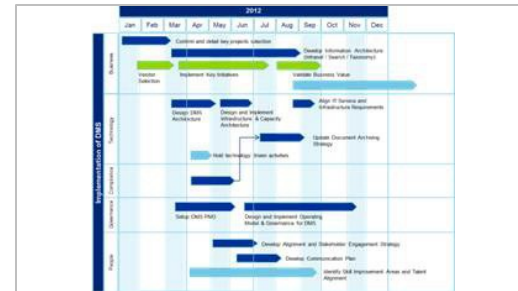 2012
Jan Feb Mar Apr May Jun Jul Aug Sep Oct Nov Dec
Implementation of DMS
Business
Confirm and detail key projects selection
Develop Information Architecture
(Intranet / Search / Taxonomy)
Vendor
Selection
Implement Key Initiatives
Validate Business Value
Technology
Design DMS
Architecture
Design and Implement
Infrastructure & Capacity
Architecture
Align IT Service and
Infrastructure Requirements
Update Document Archiving
Strategy
Hold technology
activities
Compliance
Governance
Setup DMS PMO
Design and Implement Operating
Model & Governance for DMS
People
Develop Alignment and Stakeholder Engagement Strategy
Develop Communication Plan
Identify Skill Improvement Areas and Talent
Alignment